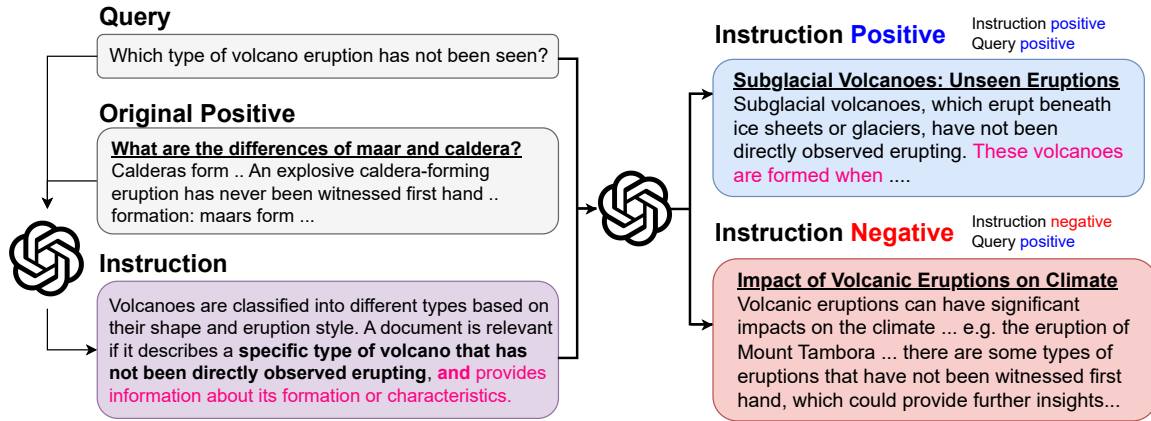 Query
Which type of volcano eruption has not been seen?
Original Positive
What are the differences of maar and caldera?
Calderas form .. An explosive caldera-forming
eruption has never been witnessed first hand ..
formation: maars form ...
Instruction
Volcanoes are classified into different types based on
their shape and eruption style. A document is relevant
if it describes a specific type of volcano that has
not been directly observed erupting, and provides
information about its formation or characteristics.
Instruction Positive
Instruction positive
Query positive
Subglacial Volcanoes: Unseen Eruptions
Subglacial volcanoes, which erupt beneath
ice sheets or glaciers, have not been
directly observed erupting. These volcanoes
are formed when ....
Instruction Negative
Instruction negative
Query positive
Impact of Volcanic Eruptions on Climate
Volcanic eruptions can have significant
impacts on the climate ... e.g. the eruption of
Mount Tambora ... there are some types of
eruptions that have not been witnessed first
hand, which could provide further insights...